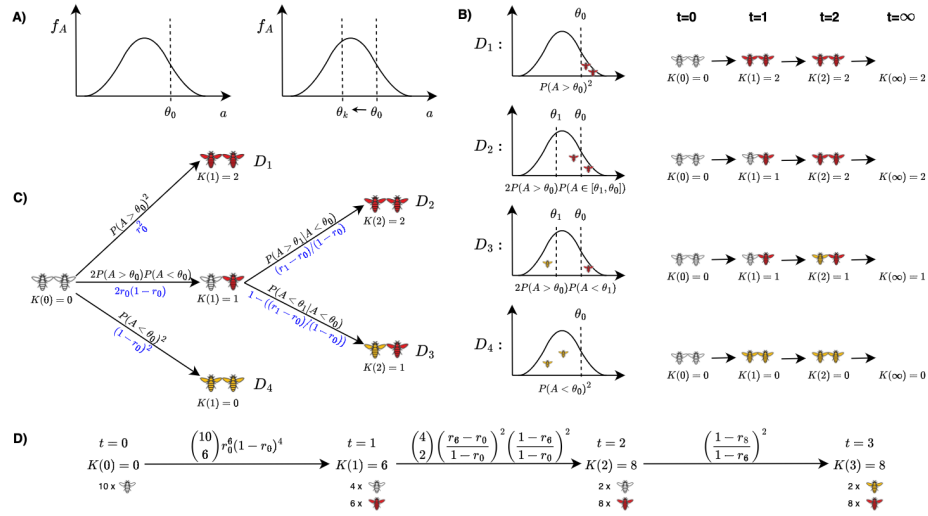 A)
f_A
θ_0
a
f_A
θ_k ← θ_0
a
B)
t=0 t=1 t=2 t=∞
D_1 :
θ_0
P(A > θ_0)^2
K(0) = 0 K(1) = 2 K(2) = 2 K(∞) = 2
D_2 :
θ_1 θ_0
2P(A > θ_0)P(A ∈ [θ_1, θ_0])
K(0) = 0 K(1) = 1 K(2) = 2 K(∞) = 2
D_3 :
θ_1 θ_0
2P(A > θ_0)P(A < θ_1)
K(0) = 0 K(1) = 1 K(2) = 1 K(∞) = 1
D_4 :
θ_0
P(A < θ_0)^2
K(0) = 0 K(1) = 0 K(2) = 0 K(∞) = 0
C)
K(0) = 0
P(A > θ_0)^2
r_0^2
D_1
K(1) = 2
2P(A > θ_0)P(A < θ_0)
2r_0(1 − r_0)
K(1) = 1
P(A < θ_0)^2
(1 − r_0)^2
D_4
K(1) = 0
P(A > θ_1|A < θ_0)
(r_1 − r_0)/(1 − r_0)
D_2
K(2) = 2
P(A < θ_1|A < θ_0)
1 − ((r_1 − r_0)/(1 − r_0))
D_3
K(2) = 1
D)
t = 0
K(0) = 0
10 x
(10 6) r_0^6(1 − r_0)^4
t = 1
K(1) = 6
4 x
6 x
(4 2) ((r_6 − r_0)/(1 − r_0))^2 ((1 − r_6)/(1 − r_0))^2
t = 2
K(2) = 8
2 x
8 x
((1 − r_8)/(1 − r_6))^2
t = 3
K(3) = 8
2 x
8 x